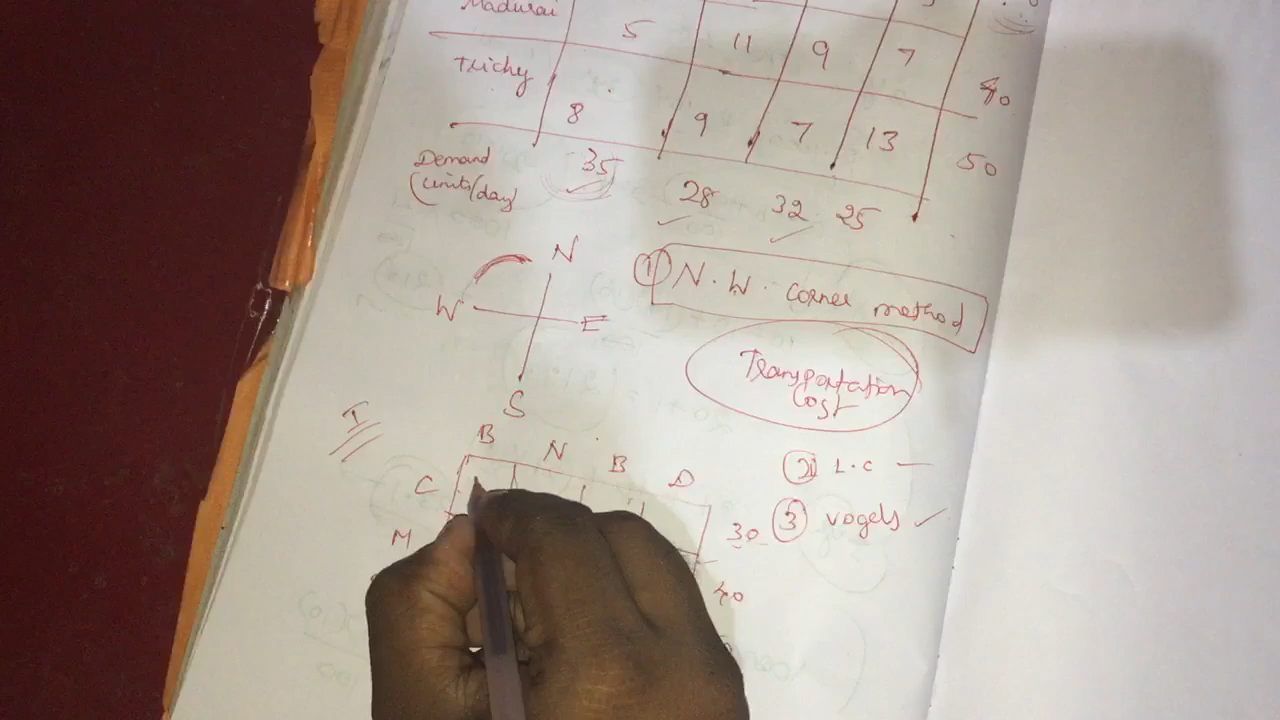 Madurai 5 11 9 7 40
Trichy 8 9 7 13 50
Demand 35 28 32 25
(units/day)
N
W E
S
① N.W. corner method
Transportation
cost
I
B N B D
C 30
M 40
② L.C —
③ vogels ✓